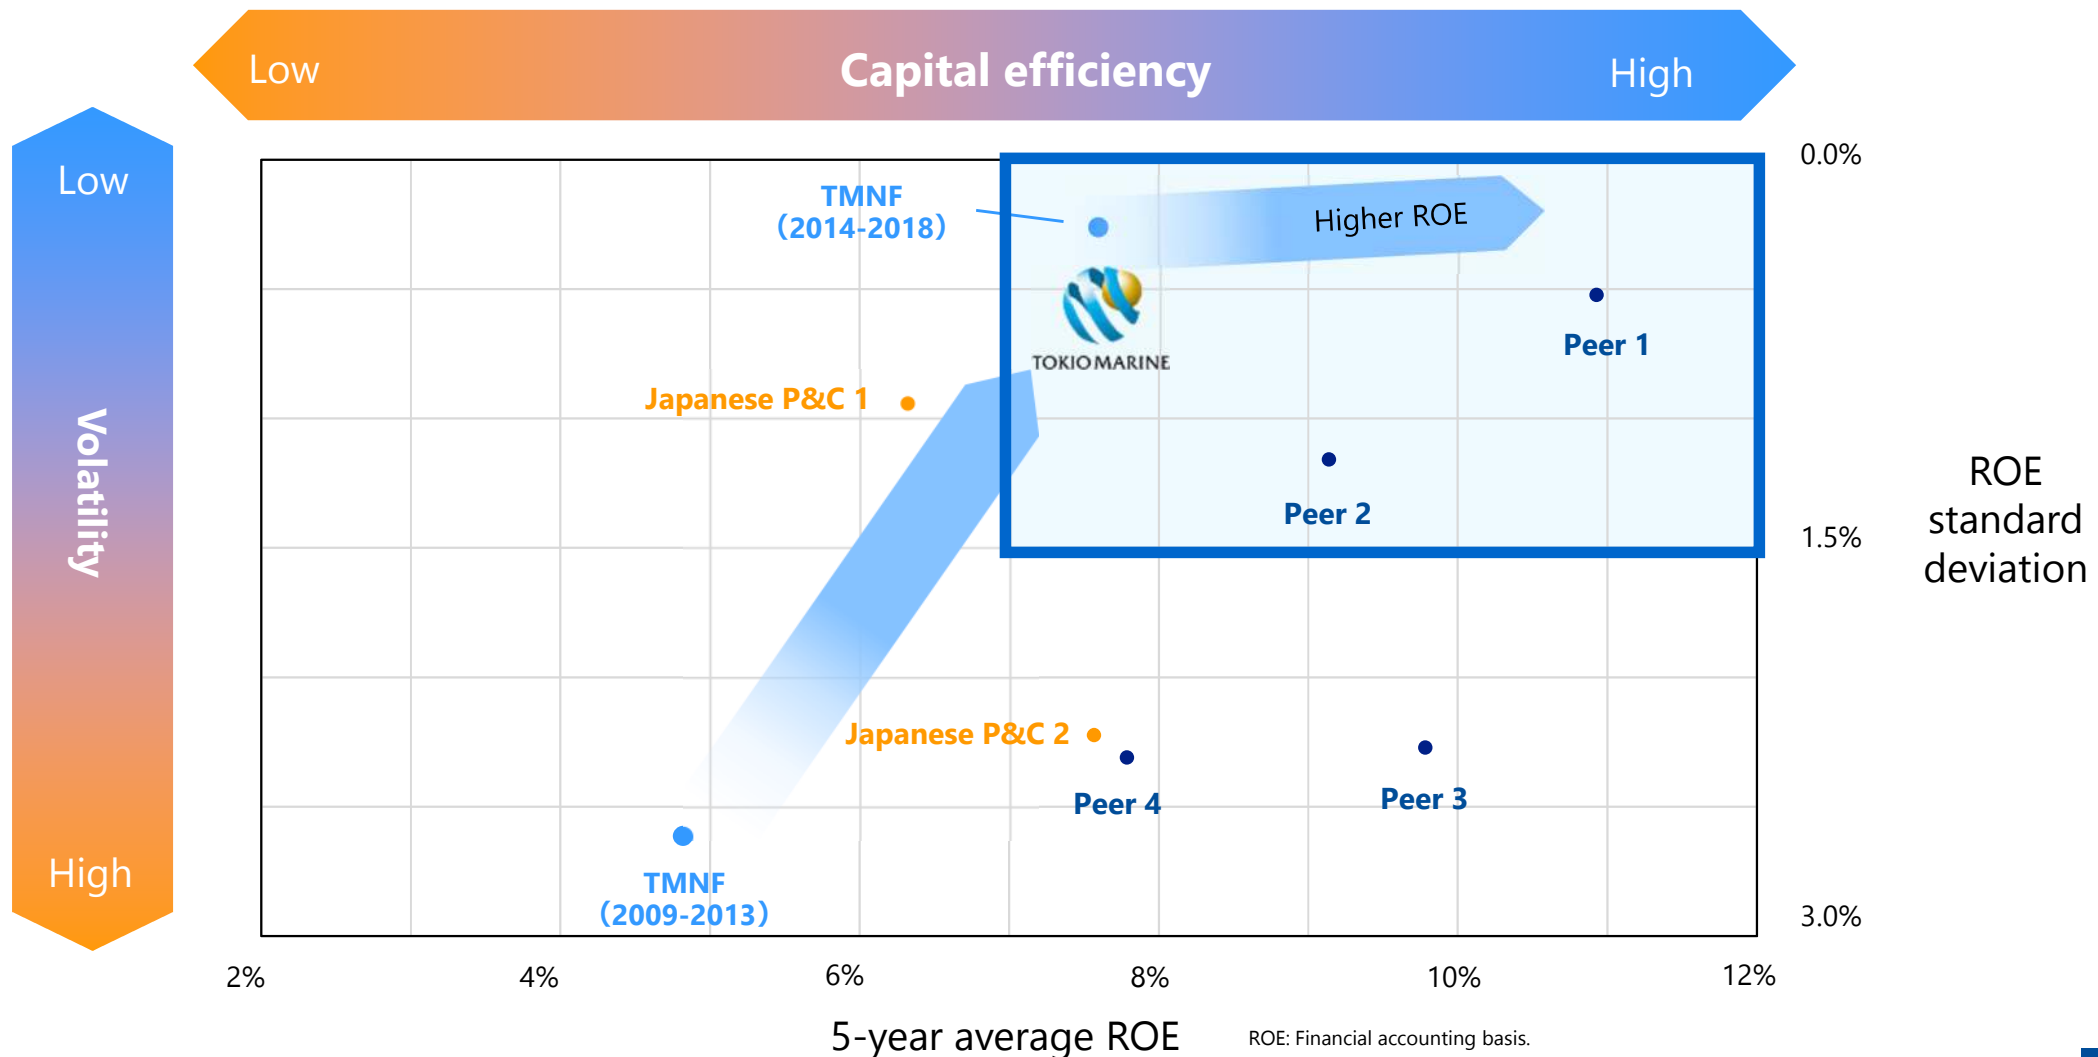 Low
Capital efficiency
High
Low
Volatility
High
TMNF
（2014-2018）
Higher ROE
TOKIO MARINE
Peer 1
Japanese P&C 1
Peer 2
Japanese P&C 2
Peer 4
Peer 3
TMNF
（2009-2013）
0.0%
1.5%
3.0%
ROE
standard
deviation
2%
4%
6%
8%
10%
12%
5-year average ROE
ROE: Financial accounting basis.